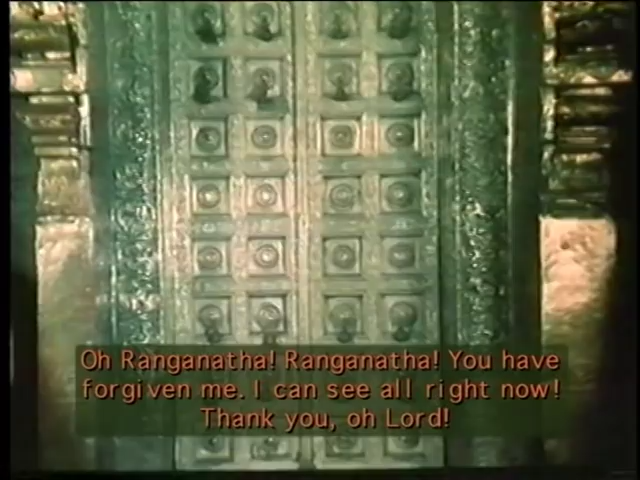 Oh Ranganatha! Ranganatha! You have
forgiven me. I can see all right now!
Thank you, oh Lord!